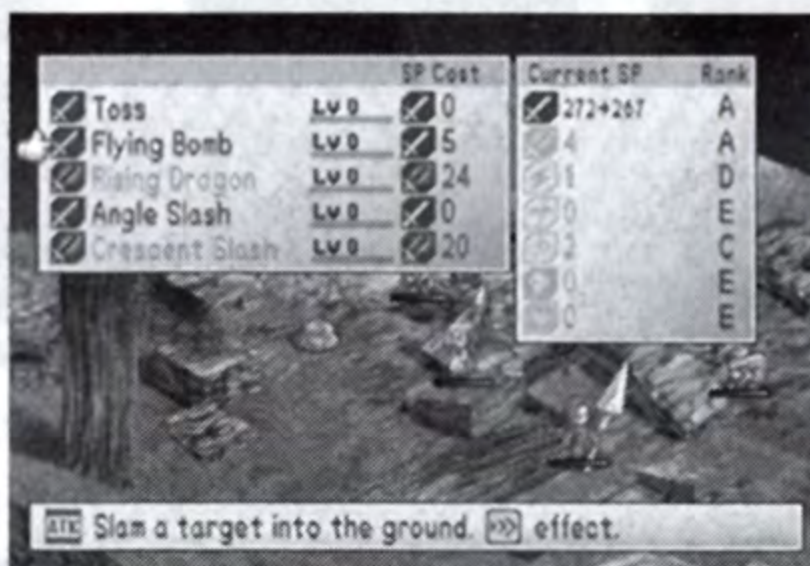 SP Cost
Toss Lv 0 0
Flying Bomb Lv 0 5
Rising Dragon Lv 0 24
Angle Slash Lv 0 0
Crescent Slash Lv 0 20
Current SP Rank
272→267 A
4 A
1 D
0 E
2 C
0 E
0 E
ATK Slam a target into the ground. >>> effect.